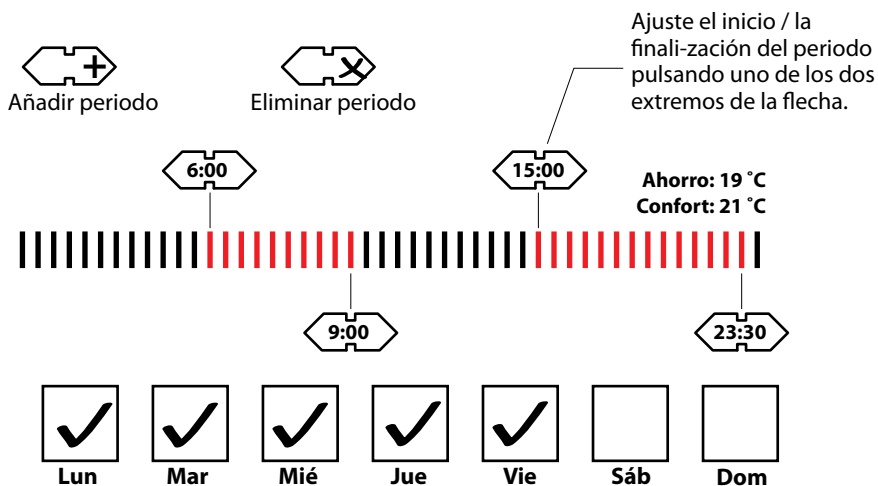 Ajuste el inicio / la
finali-zación del periodo
pulsando uno de los dos
extremos de la flecha.
+
x
Añadir periodo
Eliminar periodo
6:00
15:00
Ahorro: 19 °C
Confort: 21 °C
9:00
23:30
Lun
Mar
Mié
Jue
Vie
Sáb
Dom